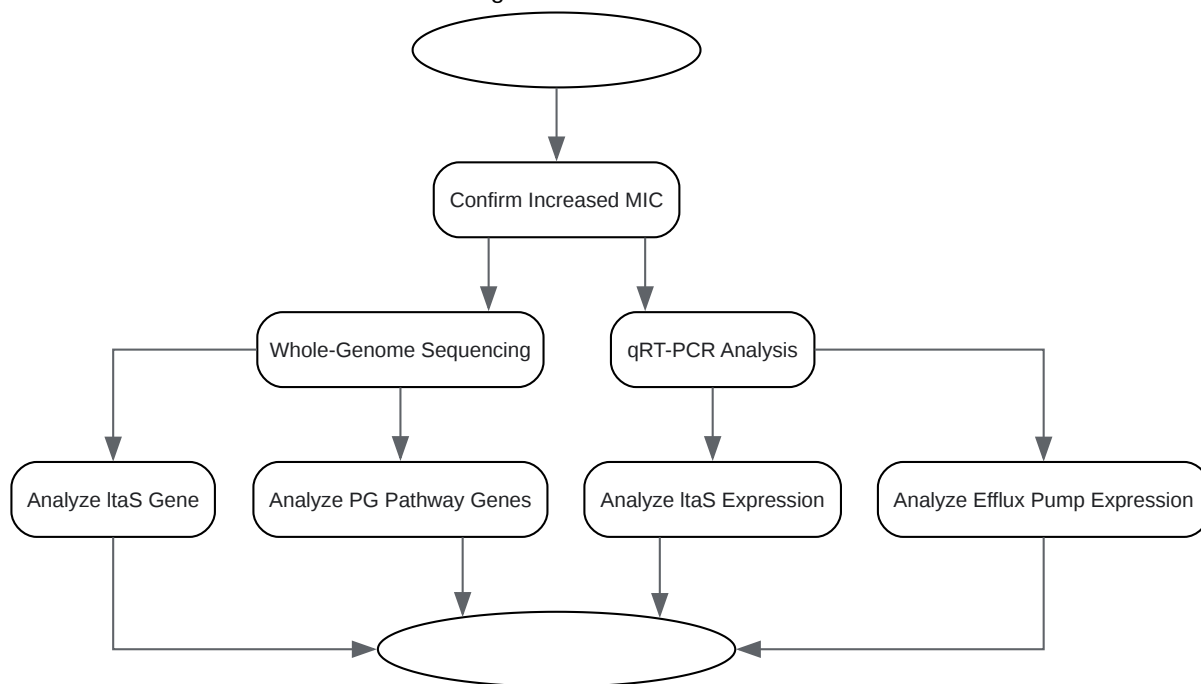 Confirm Increased MIC
Whole-Genome Sequencing
qRT-PCR Analysis
Analyze ltaS Gene
Analyze PG Pathway Genes
Analyze ltaS Expression
Analyze Efflux Pump Expression